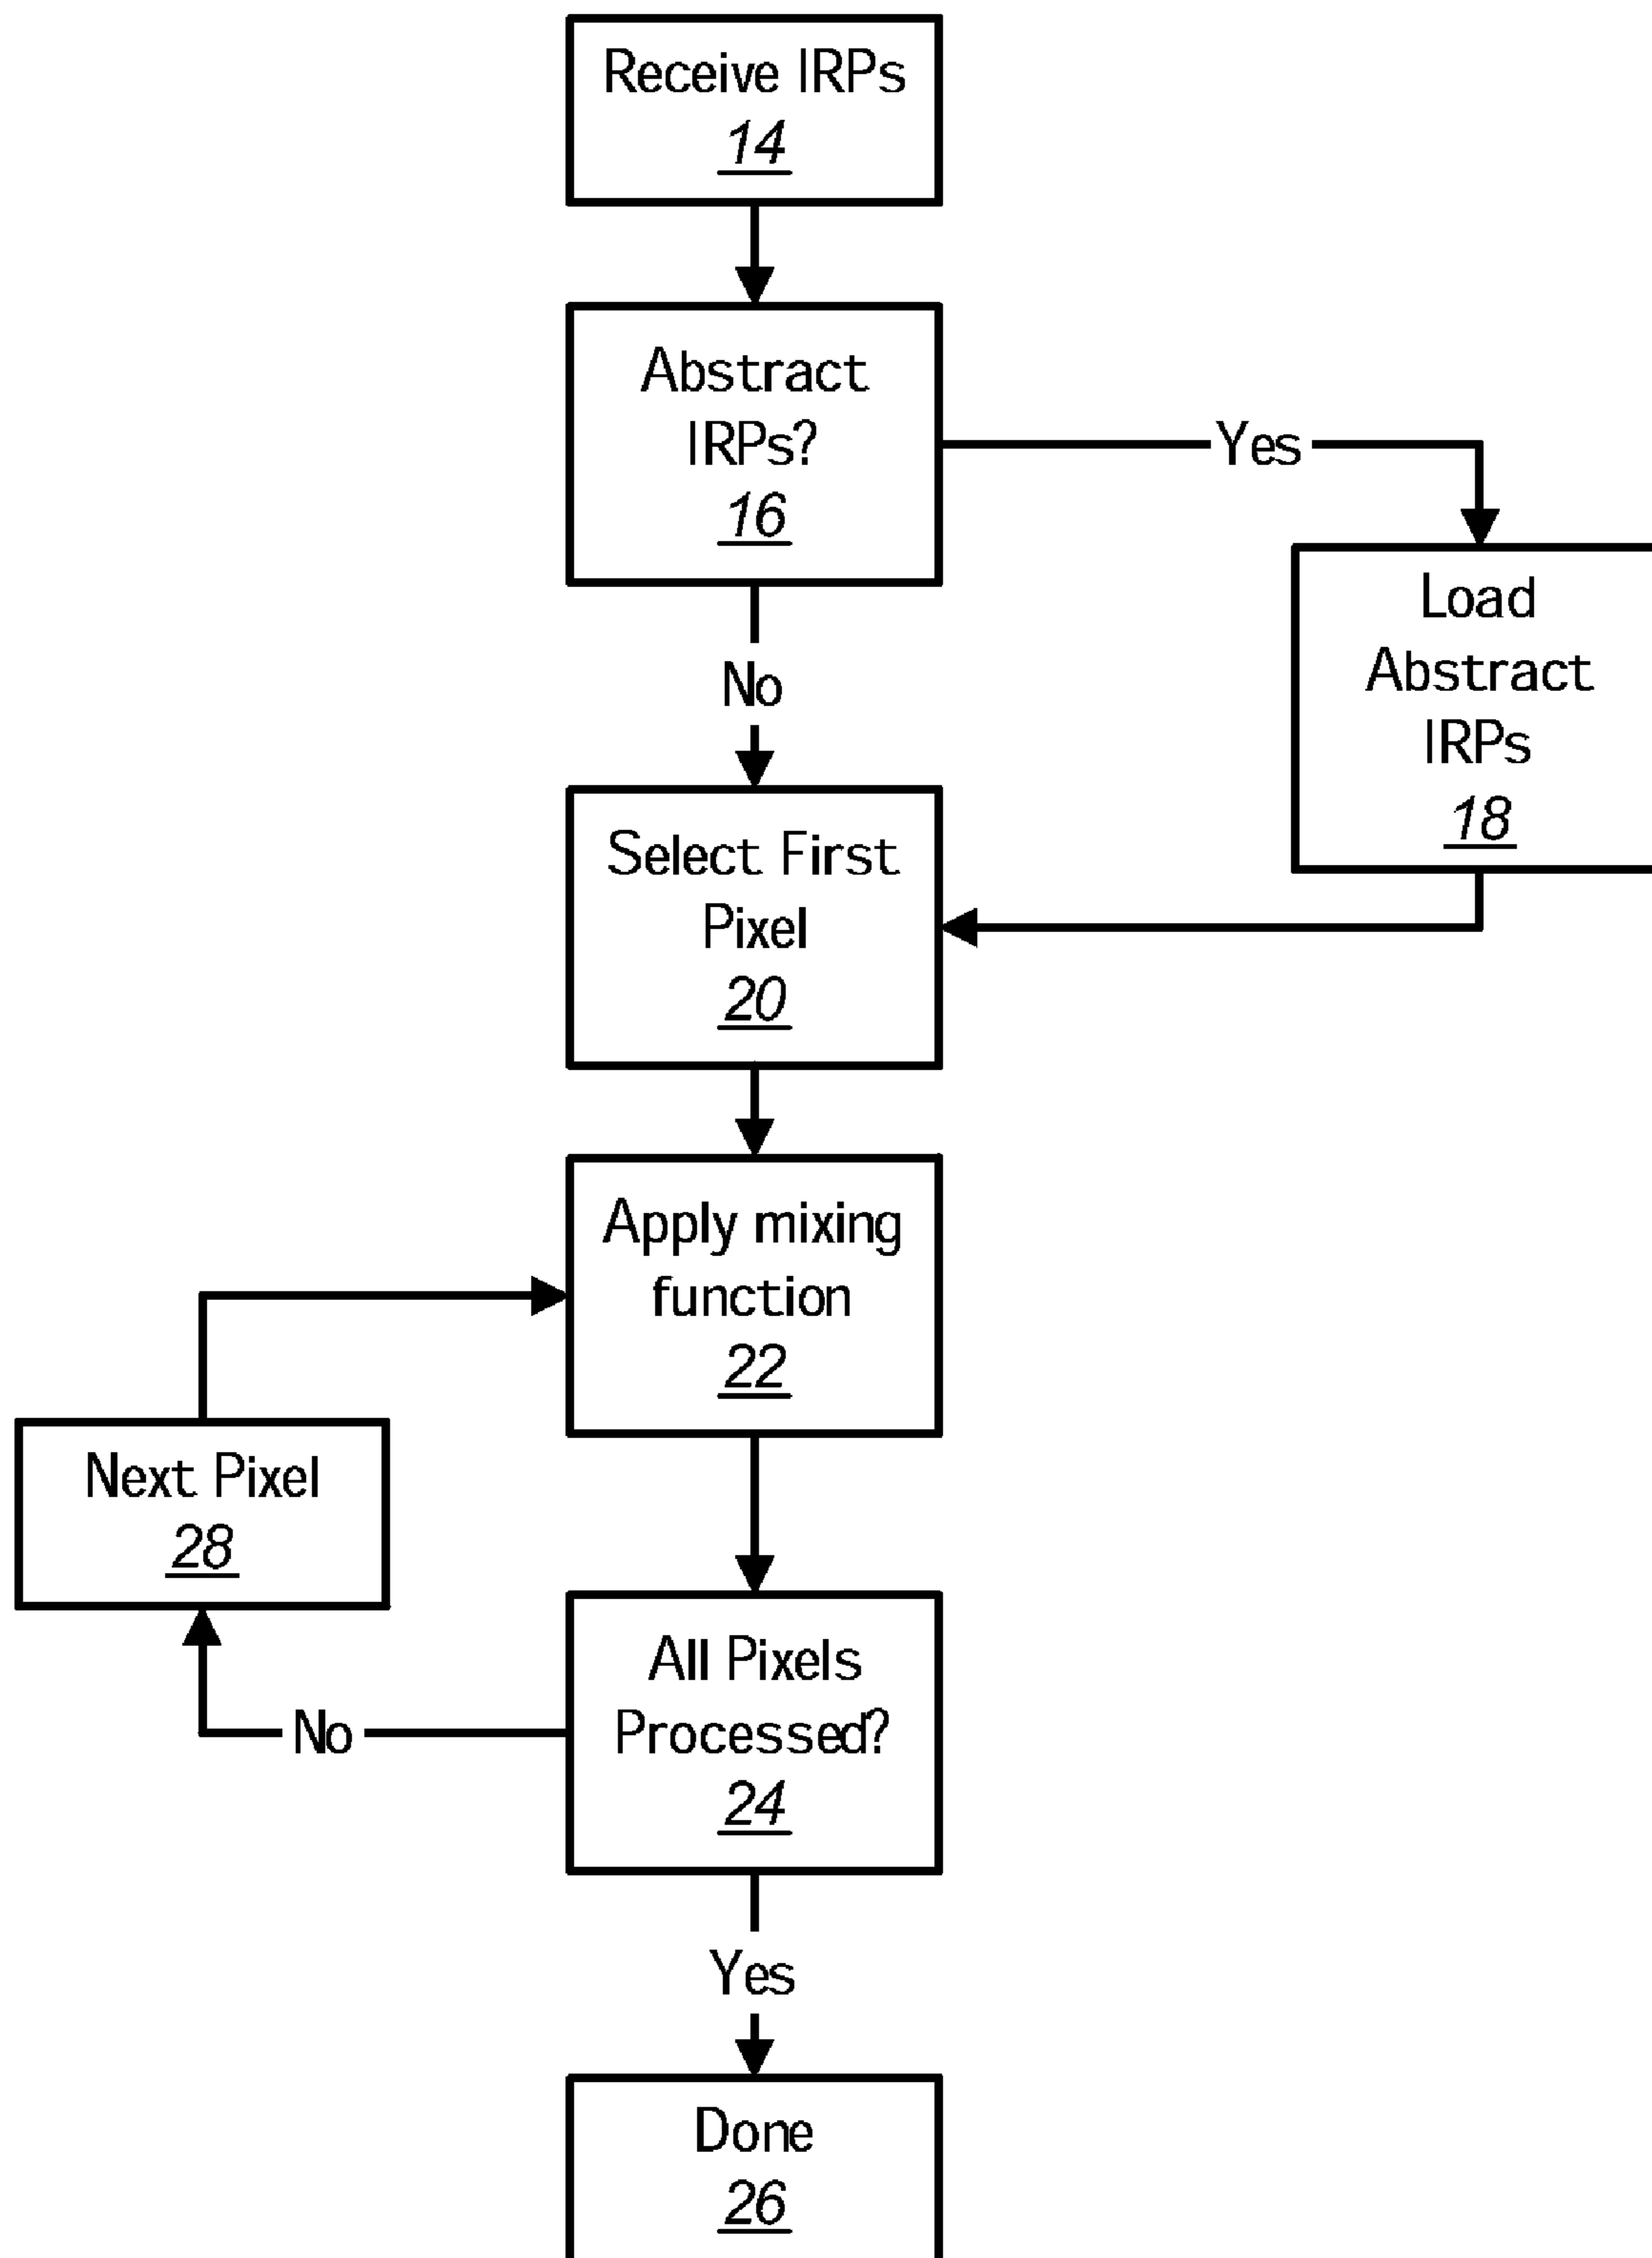 Receive IRPs
14
Abstract
IRPs?
16
Yes
No
Load
Abstract
IRPs
18
Select First
Pixel
20
Apply mixing
function
22
Next Pixel
28
All Pixels
Processed?
24
No
Yes
Done
26